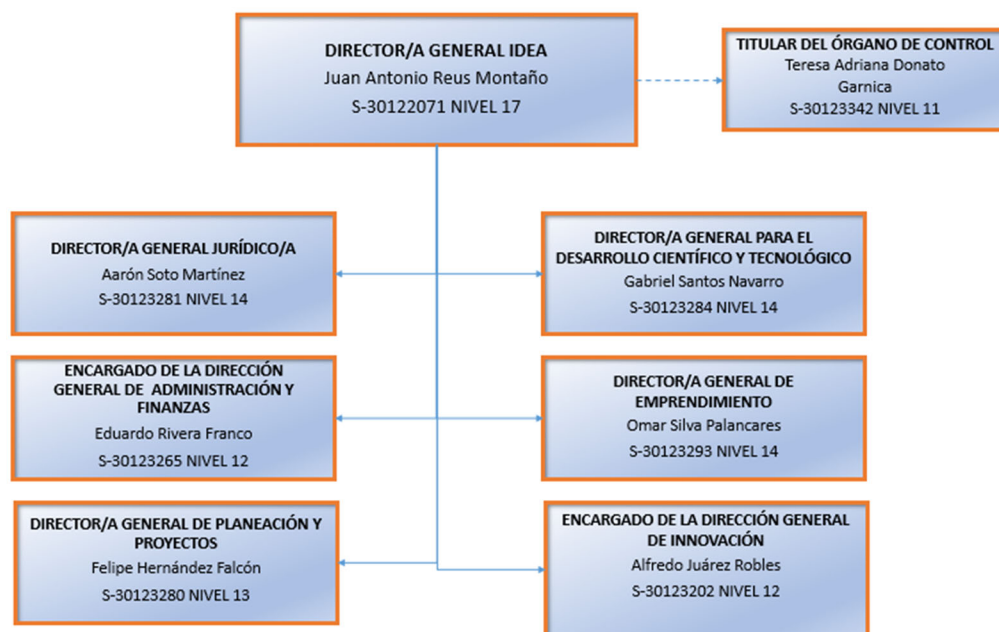 DIRECTOR/A GENERAL IDEA
Juan Antonio Reus Montaño
S-30122071 NIVEL 17
TITULAR DEL ÓRGANO DE CONTROL
Teresa Adriana Donato
Garnica
S-30123342 NIVEL 11
DIRECTOR/A GENERAL JURÍDICO/A
Aarón Soto Martínez
S-30123281 NIVEL 14
DIRECTOR/A GENERAL PARA EL
DESARROLLO CIENTÍFICO Y TECNOLÓGICO
Gabriel Santos Navarro
S-30123284 NIVEL 14
ENCARGADO DE LA DIRECCIÓN
GENERAL DE ADMINISTRACIÓN Y
FINANZAS
Eduardo Rivera Franco
S-30123265 NIVEL 12
DIRECTOR/A GENERAL DE
EMPRENDIMIENTO
Omar Silva Palancares
S-30123293 NIVEL 14
DIRECTOR/A GENERAL DE PLANEACIÓN Y
PROYECTOS
Felipe Hernández Falcón
S-30123280 NIVEL 13
ENCARGADO DE LA DIRECCIÓN GENERAL
DE INNOVACIÓN
Alfredo Juárez Robles
S-30123202 NIVEL 12